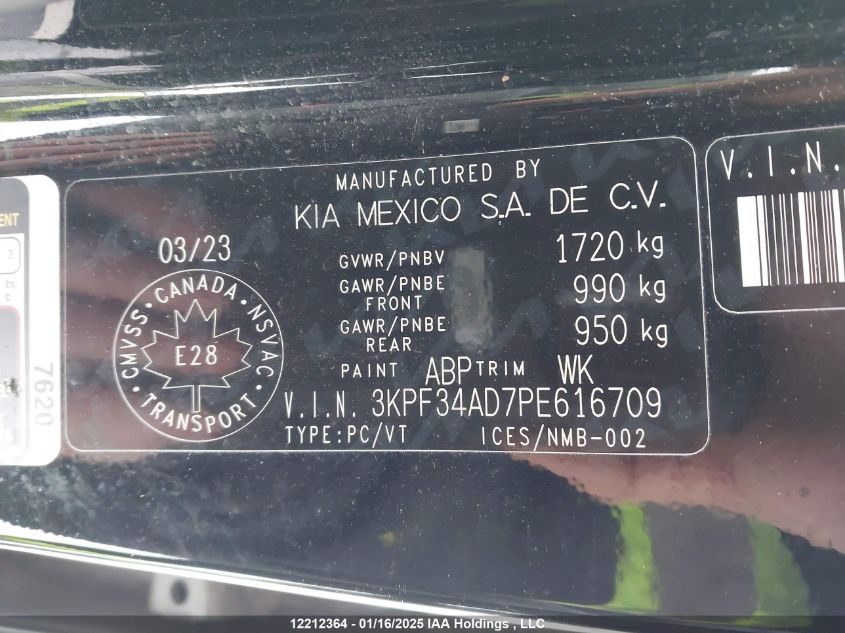 MANUFACTURED BY
KIA MEXICO S.A. DE C.V.
03/23
GVWR/PNBV 1720 kg
GAWR/PNBE FRONT 990 kg
GAWR/PNBE REAR 950 kg
PAINT ABP TRIM WK
V.I.N. 3KPF34AD7PE616709
TYPE:PC/VT ICES/NMB-002
CMVSS · CANADA · NSVAC · TRANSPORT
E28
7620
V.I.N.
12212364 - 01/16/2025 IAA Holdings , LLC